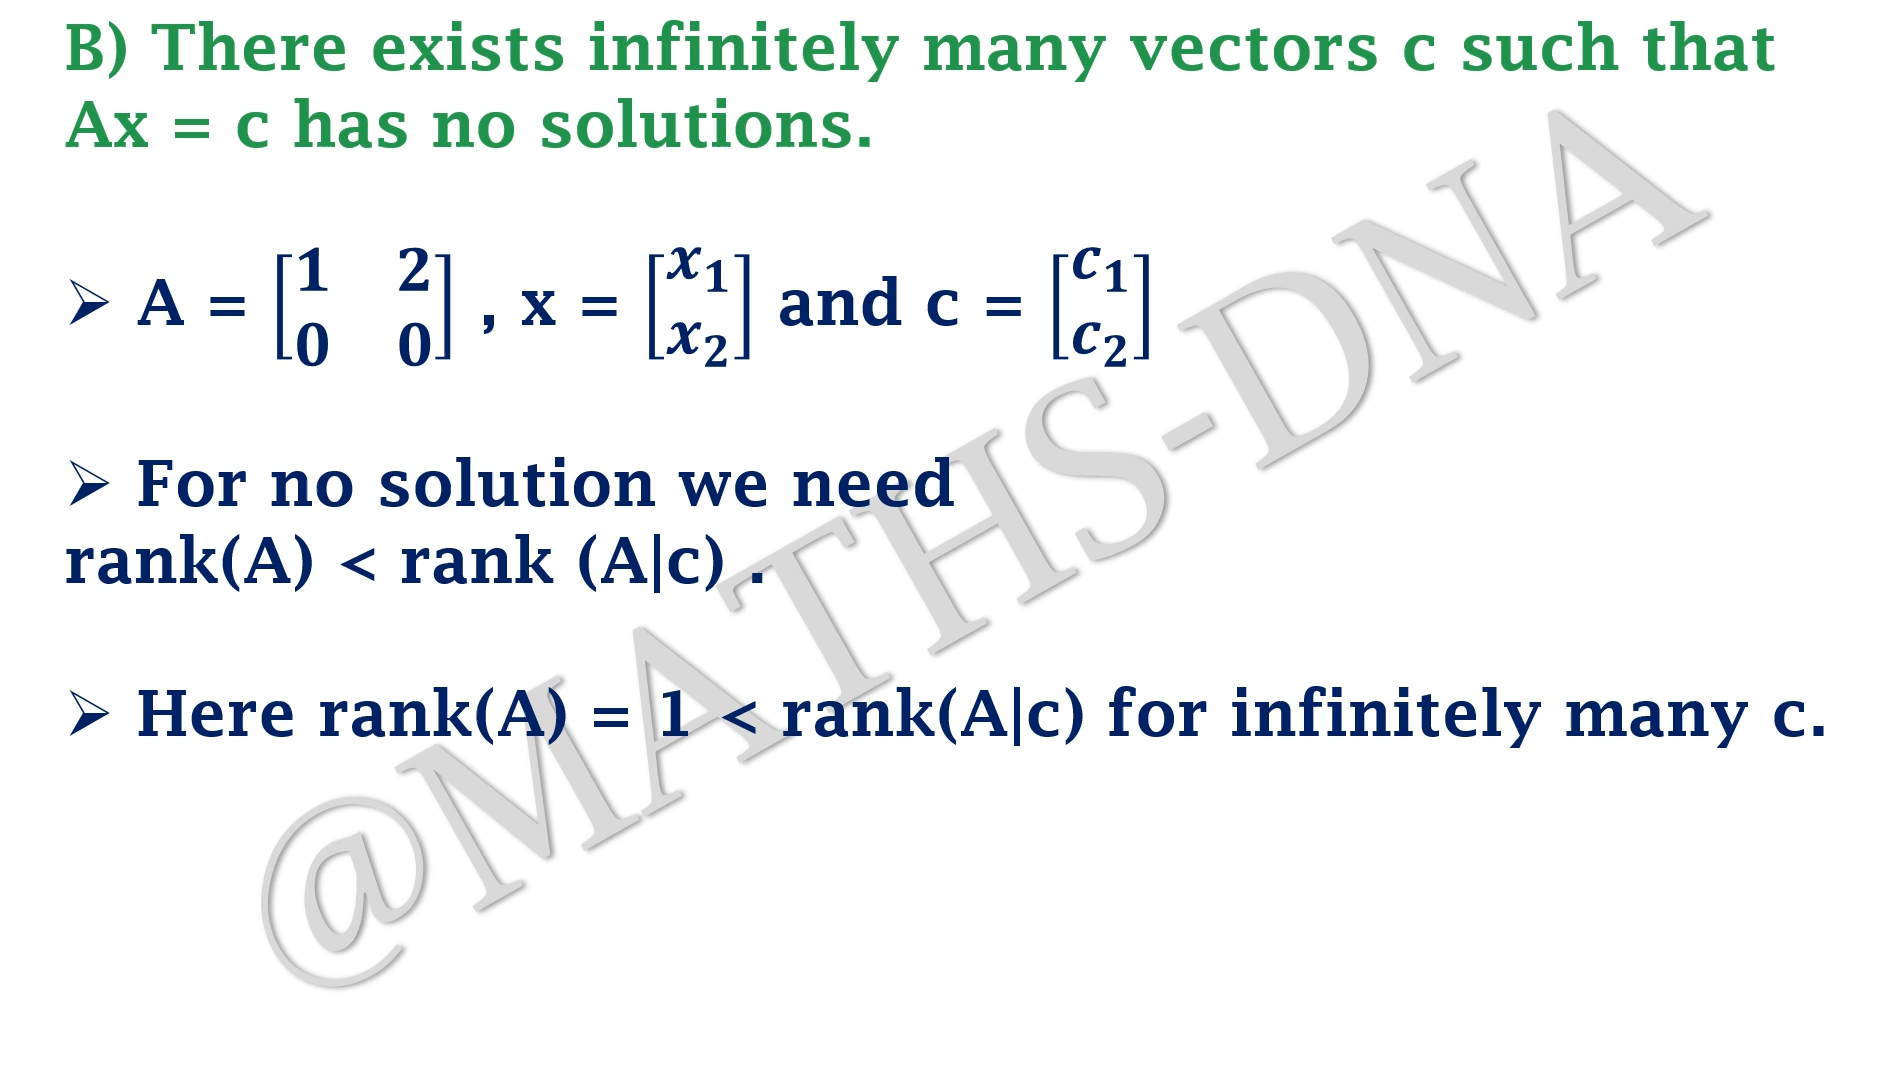 B) There exists infinitely many vectors c such that
Ax = c has no solutions.
➢ A = [1 2
0 0] , x = [x₁
x₂] and c = [c₁
c₂]
➢ For no solution we need
rank(A) < rank (A|c) .
➢ Here rank(A) = 1 < rank(A|c) for infinitely many c.
@MATHS-DNA